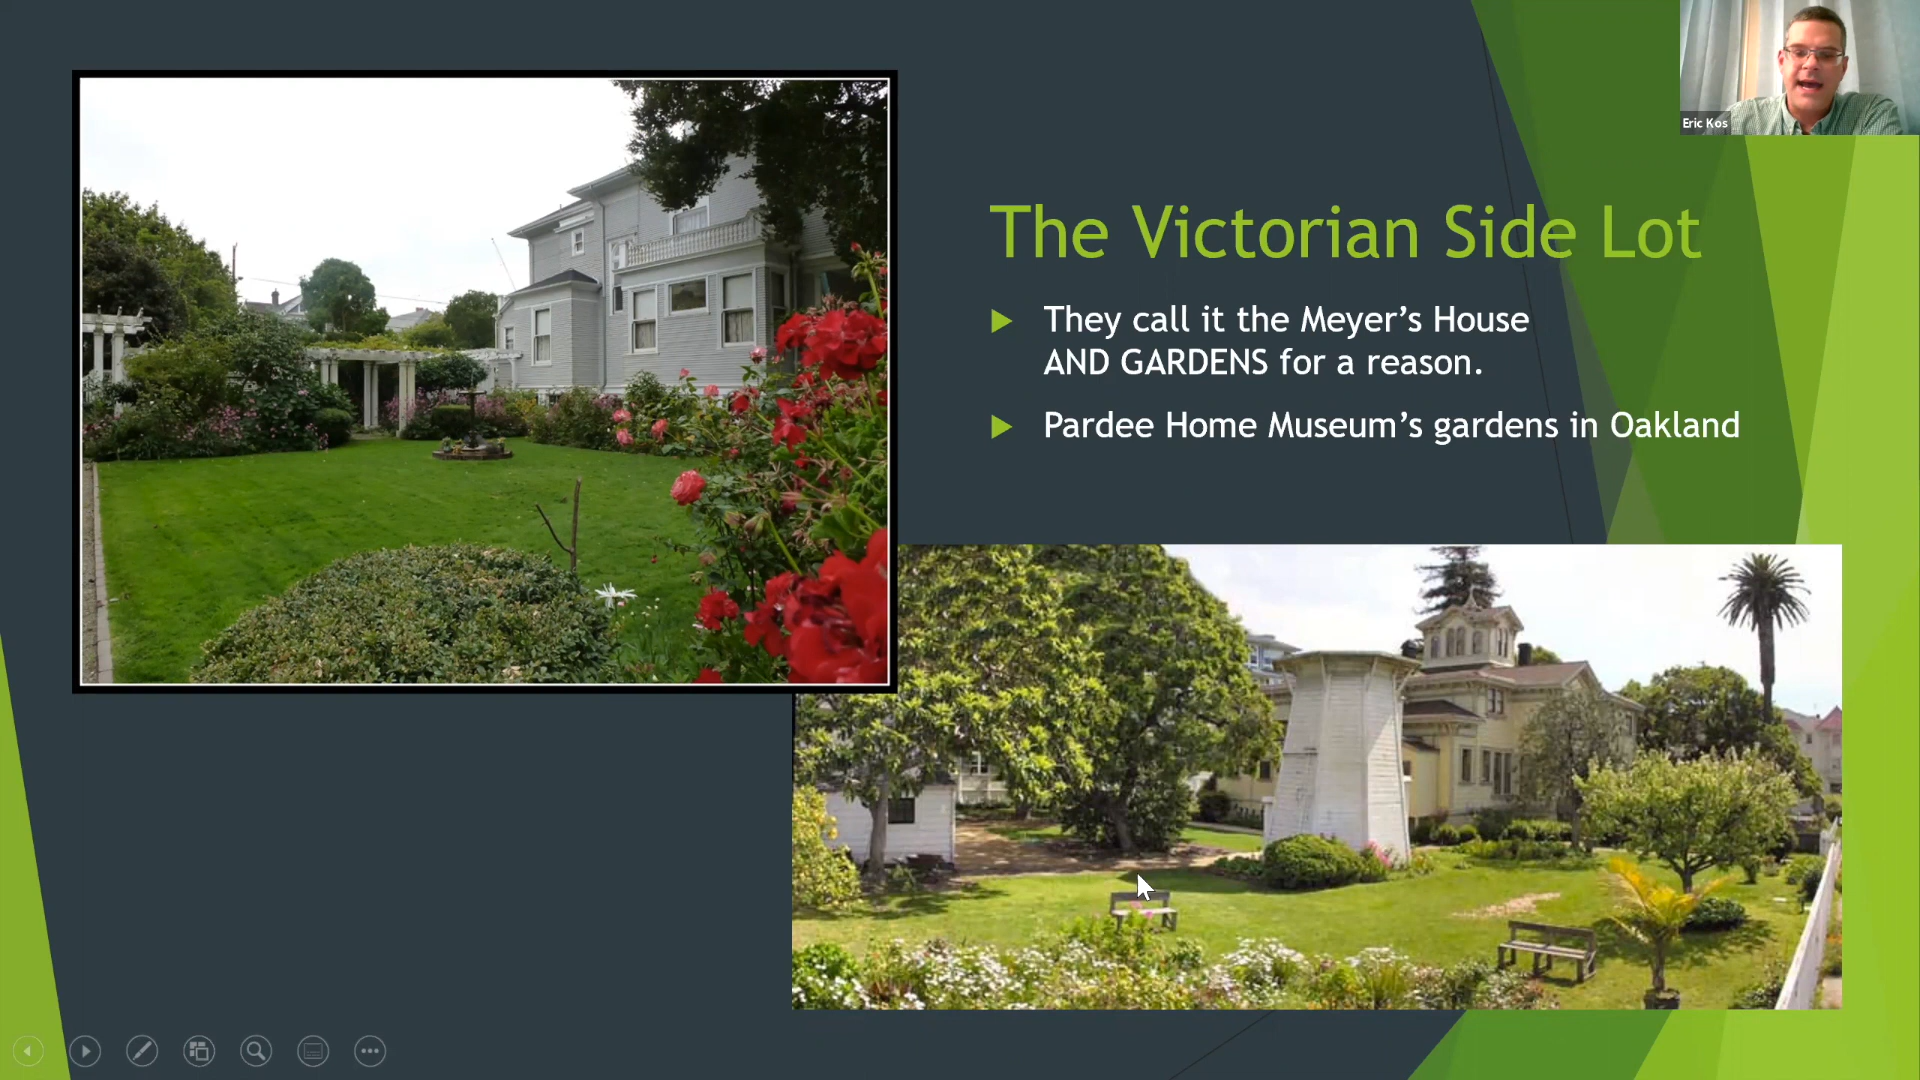 Eric Kos
The Victorian Side Lot
They call it the Meyer’s House
AND GARDENS for a reason.
Pardee Home Museum’s gardens in Oakland